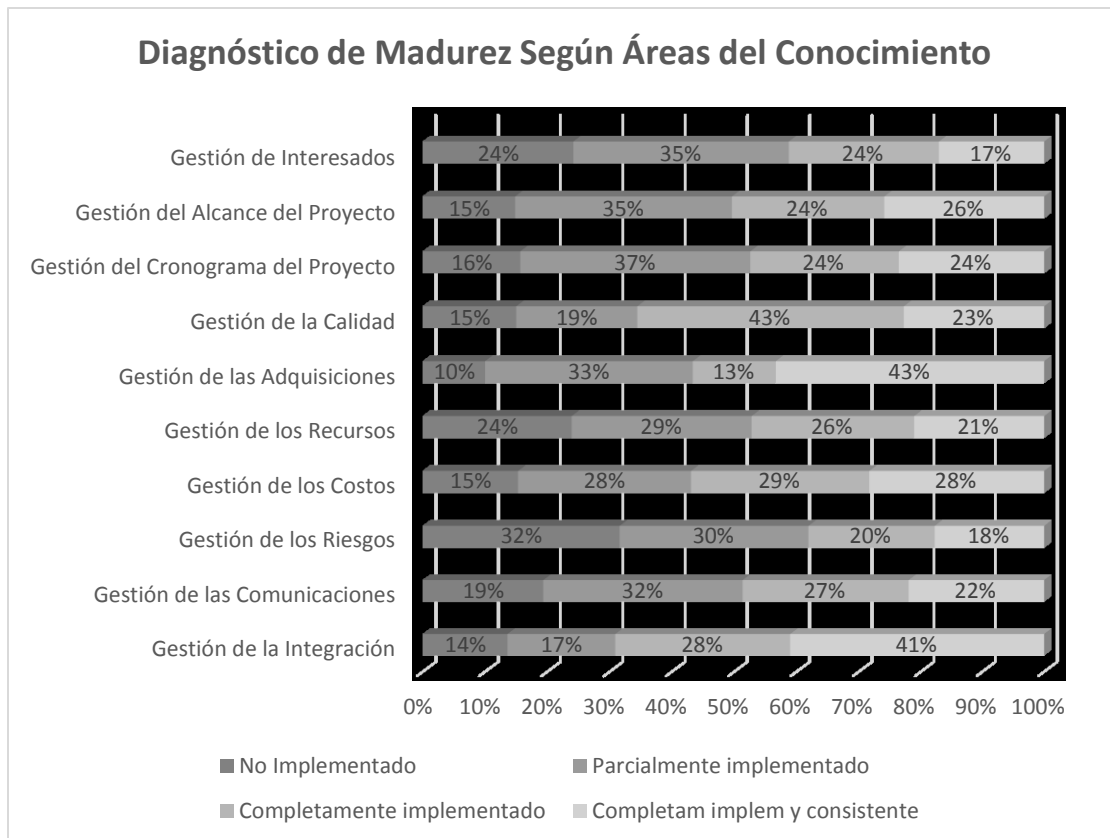 Diagnóstico de Madurez Según Áreas del Conocimiento
Gestión de Interesados 24% 35% 24% 17%
Gestión del Alcance del Proyecto 15% 35% 24% 26%
Gestión del Cronograma del Proyecto 16% 37% 24% 24%
Gestión de la Calidad 15% 19% 43% 23%
Gestión de las Adquisiciones 10% 33% 13% 43%
Gestión de los Recursos 24% 29% 26% 21%
Gestión de los Costos 15% 28% 29% 28%
Gestión de los Riesgos 32% 30% 20% 18%
Gestión de las Comunicaciones 19% 32% 27% 22%
Gestión de la Integración 14% 17% 28% 41%
0% 10% 20% 30% 40% 50% 60% 70% 80% 90% 100%
No Implementado Parcialmente implementado
Completamente implementado Completam implem y consistente